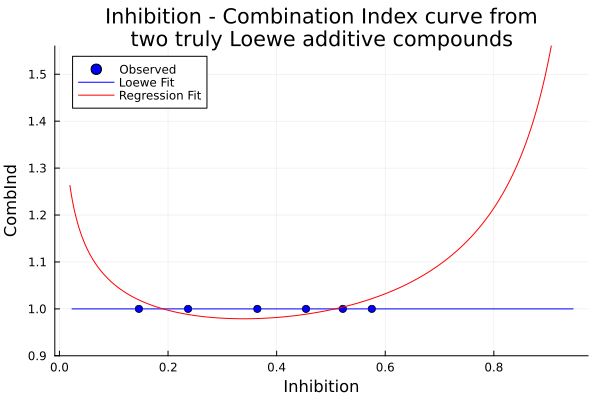 Inhibition - Combination Index curve from
two truly Loewe additive compounds
Observed
Loewe Fit
Regression Fit
CombInd
1.5
1.4
1.3
1.2
1.1
1.0
0.9
0.0 0.2 0.4 0.6 0.8
Inhibition